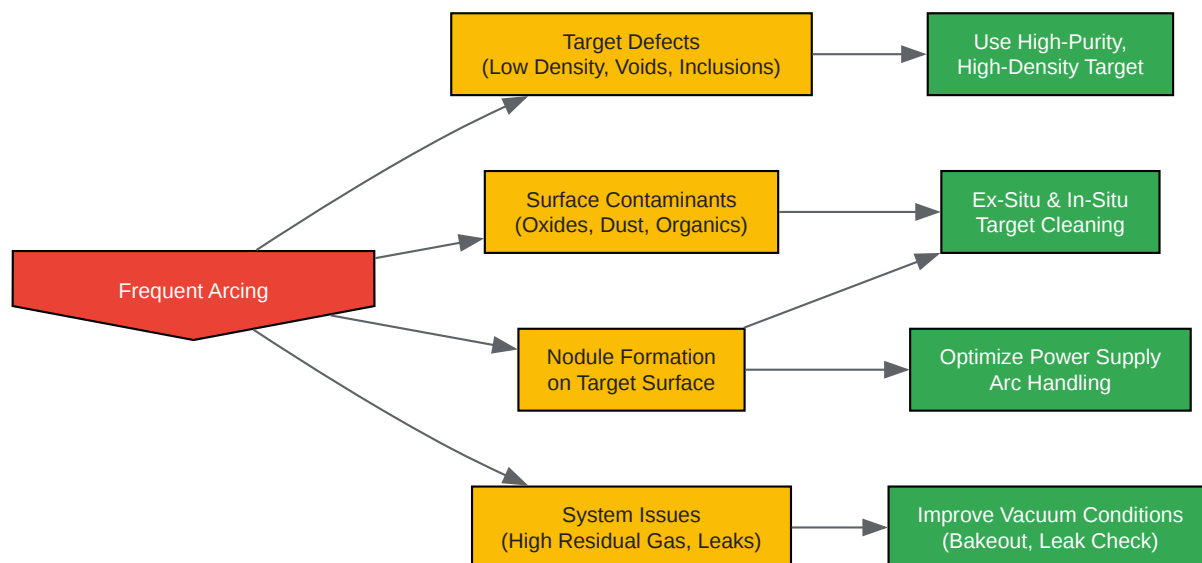 Target Defects
(Low Density, Voids, Inclusions)
Use High-Purity,
High-Density Target
Surface Contaminants
(Oxides, Dust, Organics)
Ex-Situ & In-Situ
Target Cleaning
Frequent Arcing
Nodule Formation
on Target Surface
Optimize Power Supply
Arc Handling
System Issues
(High Residual Gas, Leaks)
Improve Vacuum Conditions
(Bakeout, Leak Check)